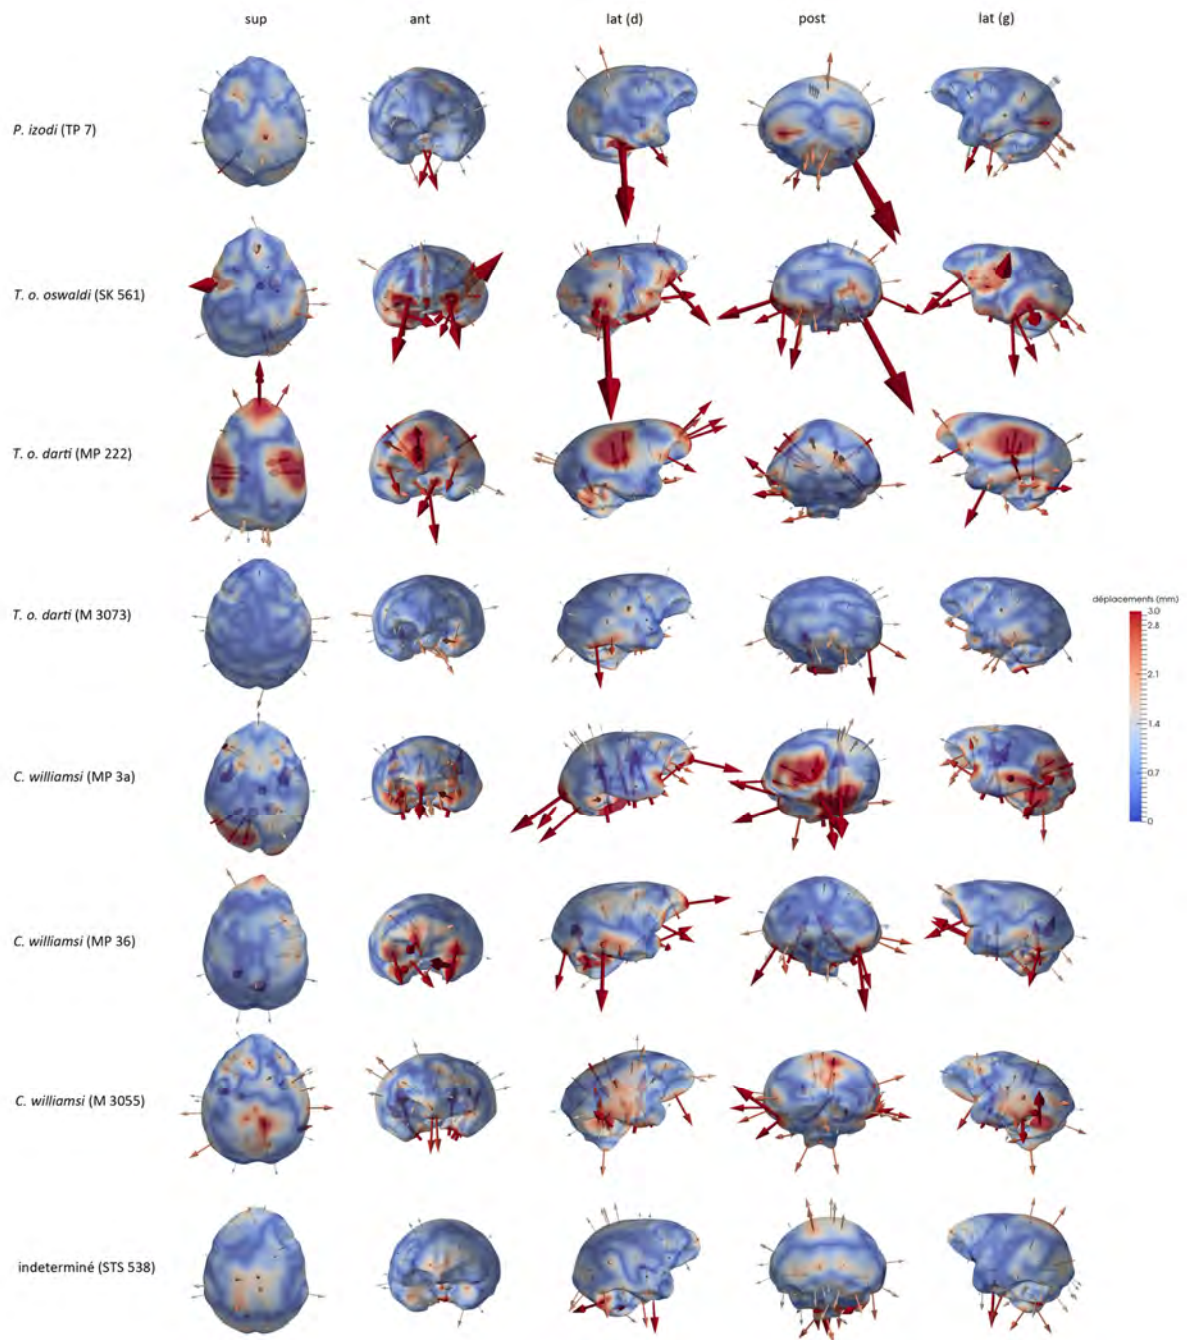 sup ant lat (d) post lat (g)
P. izodi (TP 7)
T. o. oswaldi (SK 561)
T. o. darti (MP 222)
T. o. darti (M 3073)
déplacements (mm)
3.0
2.8
2.1
1.4
0.7
0
C. williamsi (MP 3a)
C. williamsi (MP 36)
C. williamsi (M 3055)
indeterminé (STS 538)